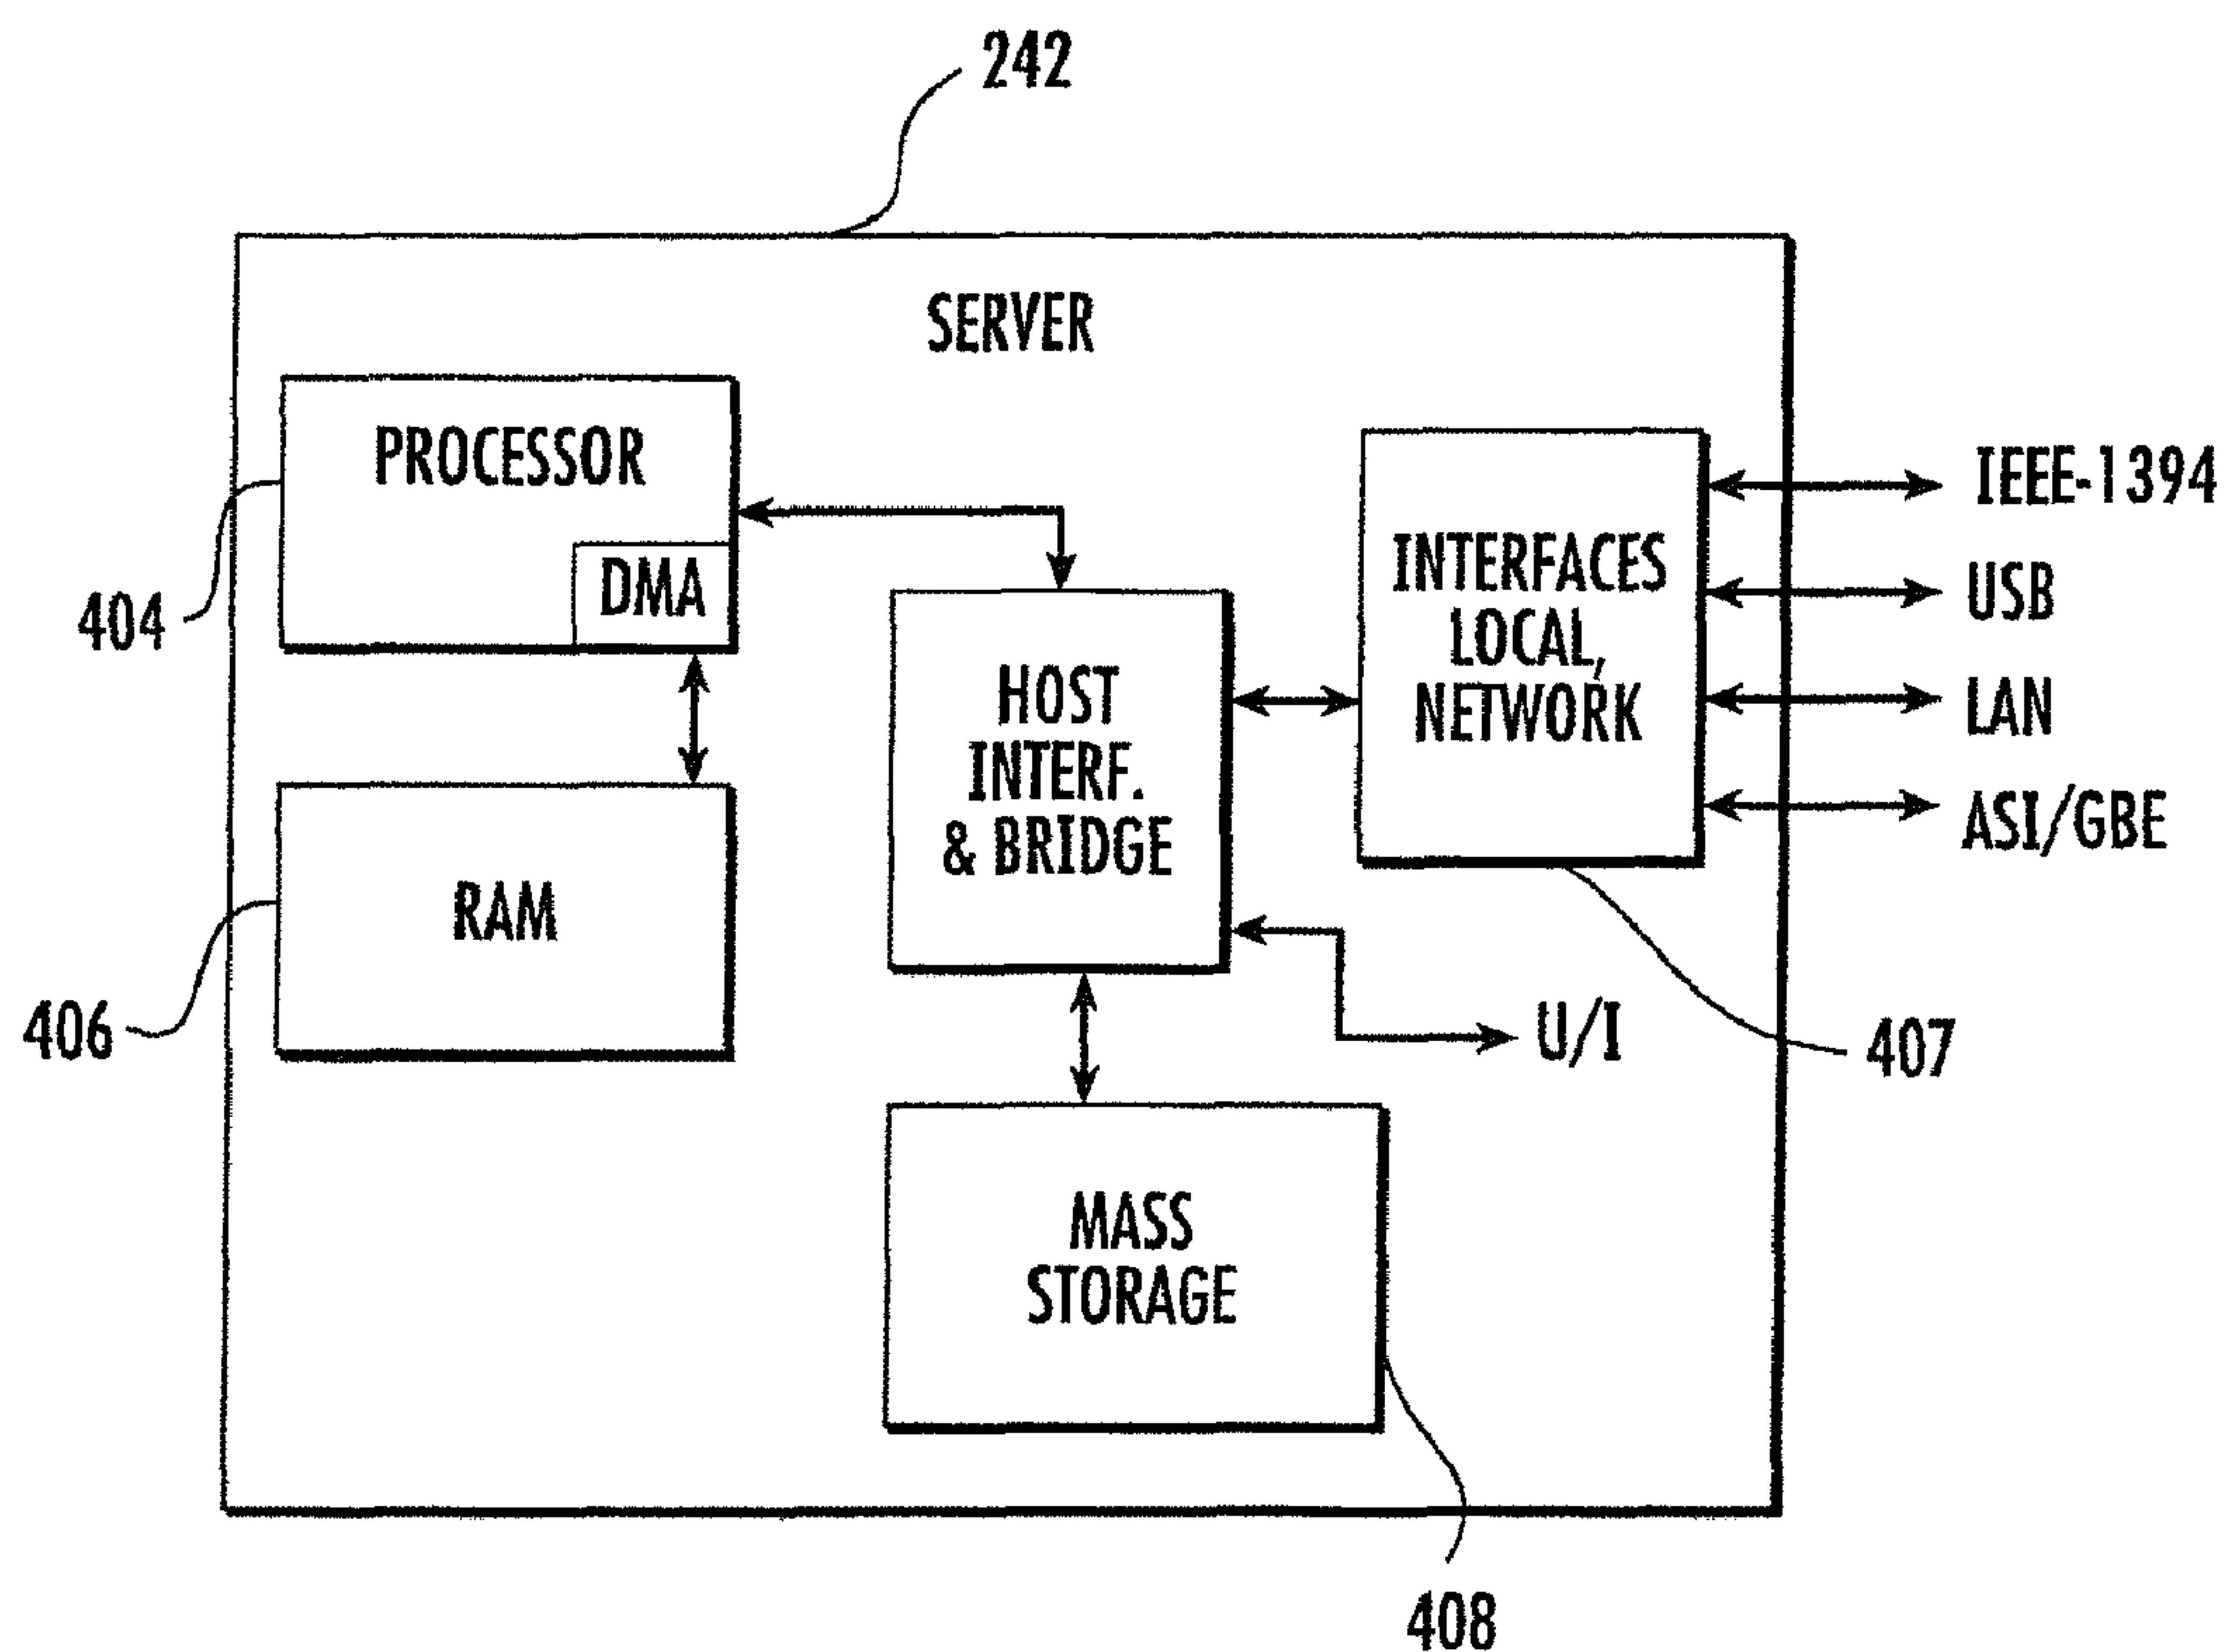 242
SERVER
PROCESSOR
DMA
404
RAM
406
HOST
INTERF.
& BRIDGE
INTERFACES
LOCAL,
NETWORK
IEEE-1394
USB
LAN
ASI/GBE
U/I
407
MASS
STORAGE
408